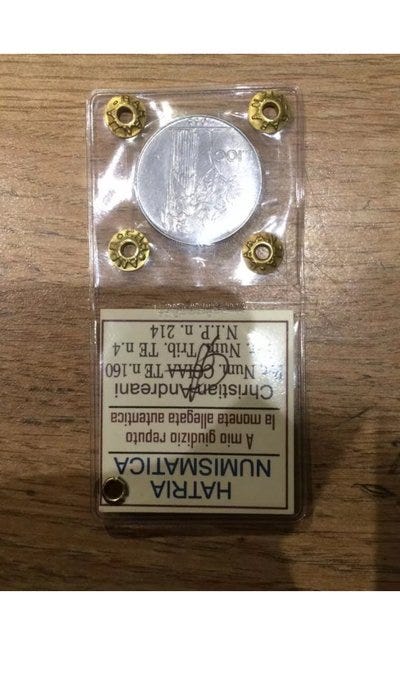 HATRIA
NUMISMATICA
A mio giudizio reputo
la moneta allegata autentica
Christian Andreani
Num. CCIAA TE n.160
Num. Trib. TE n.4
N.I.P. n. 214
100